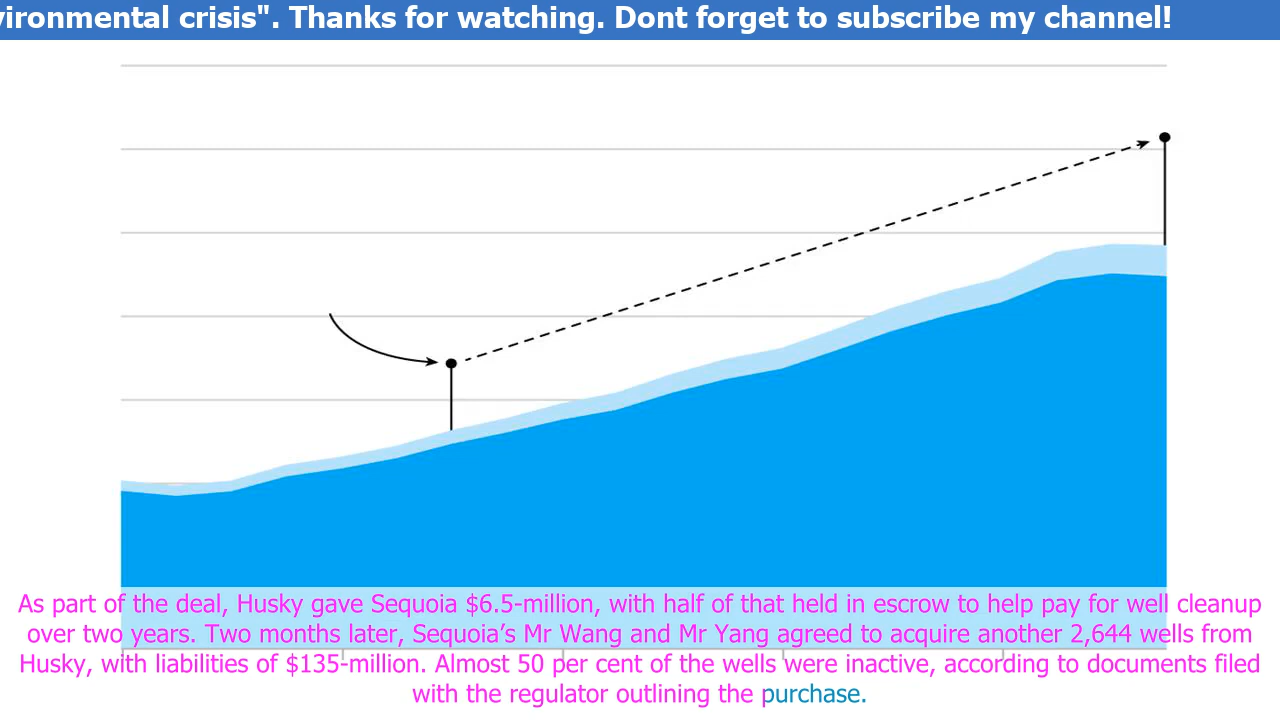 vironmental crisis". Thanks for watching. Dont forget to subscribe my channel!
As part of the deal, Husky gave Sequoia $6.5-million, with half of that held in escrow to help pay for well cleanup
over two years. Two months later, Sequoia’s Mr Wang and Mr Yang agreed to acquire another 2,644 wells from
Husky, with liabilities of $135-million. Almost 50 per cent of the wells were inactive, according to documents filed
with the regulator outlining the purchase.